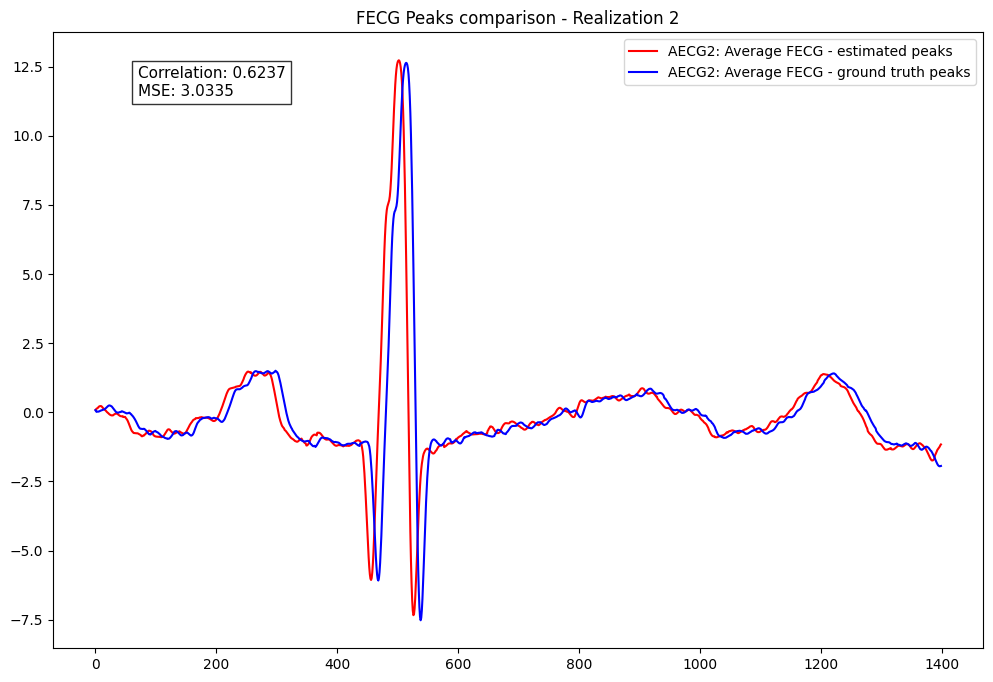 FECG Peaks comparison - Realization 2
AECG2: Average FECG - estimated peaks
AECG2: Average FECG - ground truth peaks
Correlation: 0.6237
MSE: 3.0335
12.5
10.0
7.5
5.0
2.5
0.0
−2.5
−5.0
−7.5
0 200 400 600 800 1000 1200 1400